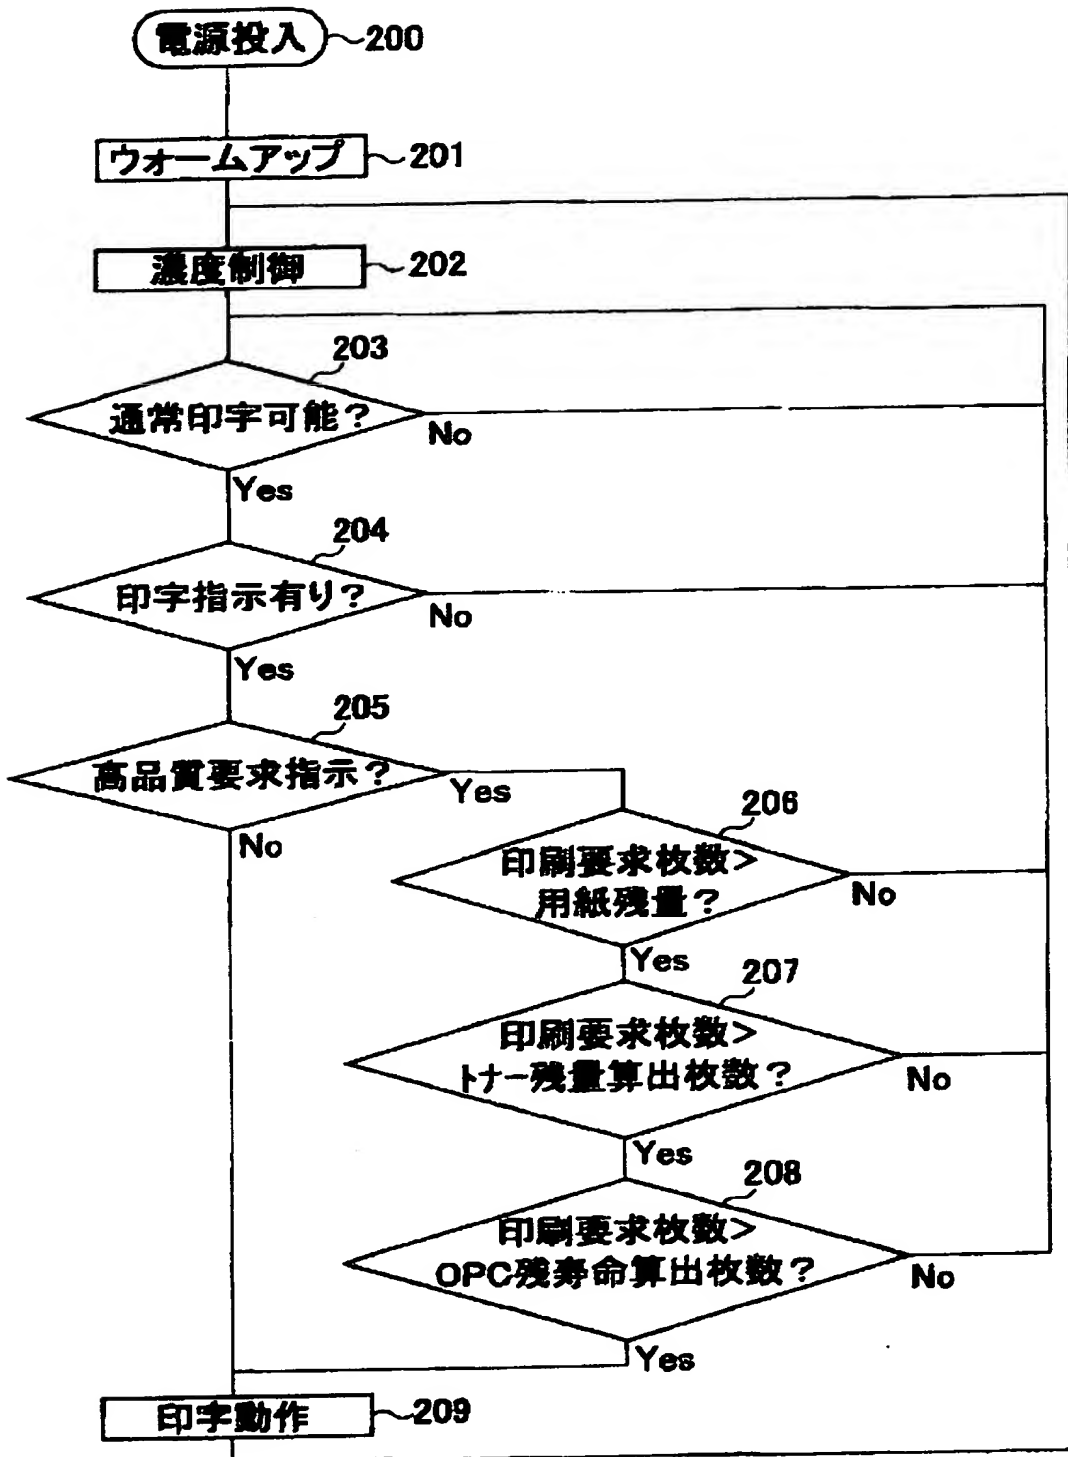 電源投入 200
ウォームアップ 201
濃度制御 202
203
通常印字可能?
No
Yes
204
印字指示有り?
No
Yes
205
高品質要求指示?
Yes
No
206
印刷要求枚数>
用紙残量?
No
Yes
207
印刷要求枚数>
トナー残量算出枚数?
No
Yes
208
印刷要求枚数>
OPC残寿命算出枚数?
No
Yes
印字動作 209